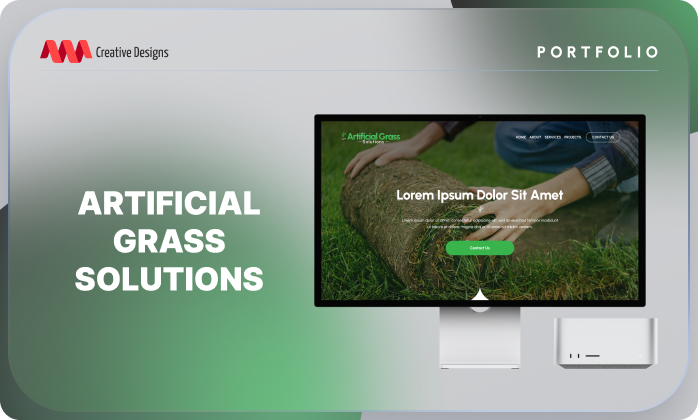 Creative Designs
PORTFOLIO
Artificial Grass
Solutions
HOME ABOUT SERVICES PROJECTS CONTACT US
ARTIFICIAL
GRASS
SOLUTIONS
Lorem Ipsum Dolor Sit Amet
Contact Us